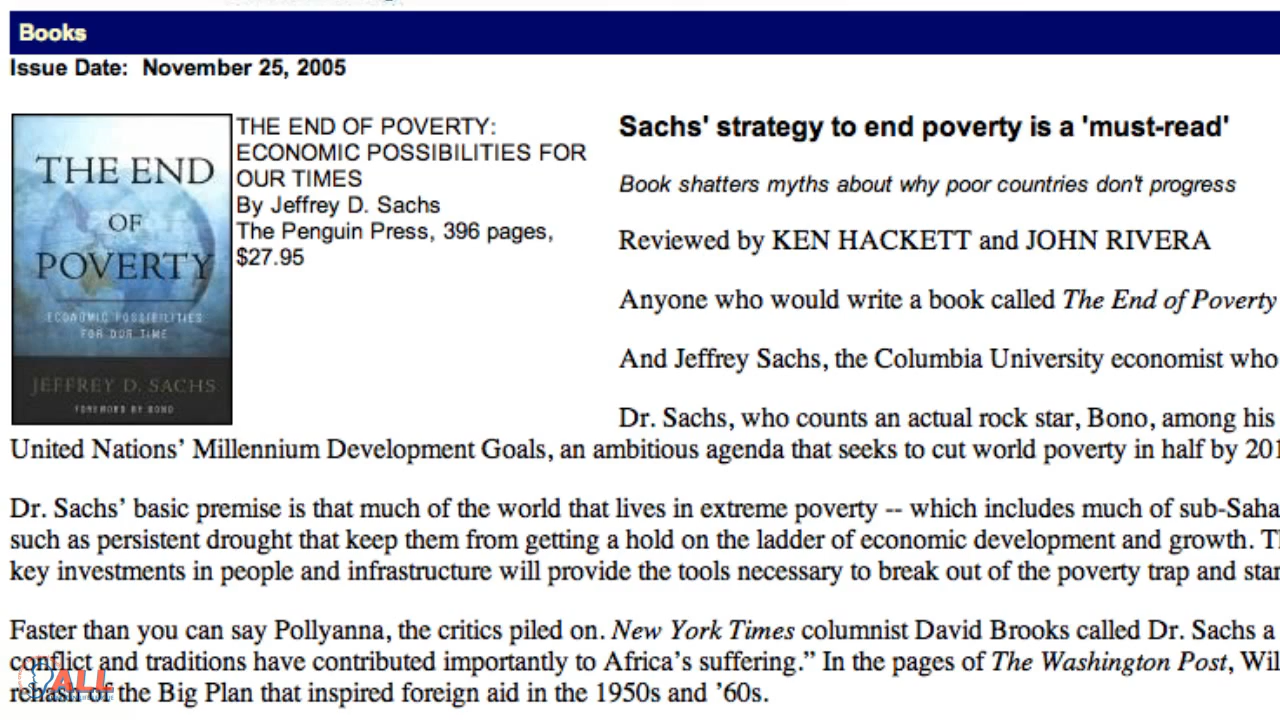 Books
Issue Date: November 25, 2005
THE END
OF
POVERTY
ECONOMIC POSSIBILITIES
FOR OUR TIME
JEFFREY D. SACHS
FOREWORD BY BONO
THE END OF POVERTY:
ECONOMIC POSSIBILITIES FOR
OUR TIMES
By Jeffrey D. Sachs
The Penguin Press, 396 pages,
$27.95
Sachs' strategy to end poverty is a 'must-read'
Book shatters myths about why poor countries don't progress
Reviewed by KEN HACKETT and JOHN RIVERA
Anyone who would write a book called The End of Poverty
And Jeffrey Sachs, the Columbia University economist who
Dr. Sachs, who counts an actual rock star, Bono, among his
United Nations’ Millennium Development Goals, an ambitious agenda that seeks to cut world poverty in half by 201
Dr. Sachs’ basic premise is that much of the world that lives in extreme poverty -- which includes much of sub-Saha
such as persistent drought that keep them from getting a hold on the ladder of economic development and growth. Th
key investments in people and infrastructure will provide the tools necessary to break out of the poverty trap and star
Faster than you can say Pollyanna, the critics piled on. New York Times columnist David Brooks called Dr. Sachs a
conflict and traditions have contributed importantly to Africa’s suffering.” In the pages of The Washington Post, Wil
rehash of the Big Plan that inspired foreign aid in the 1950s and ’60s.
ALL